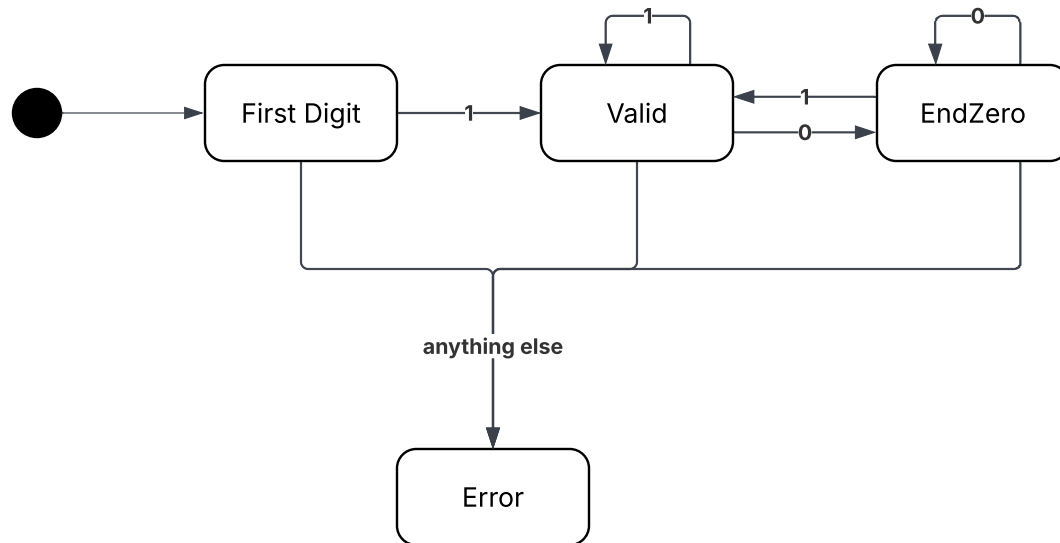 1
0
First Digit
1
Valid
1
0
EndZero
anything else
Error